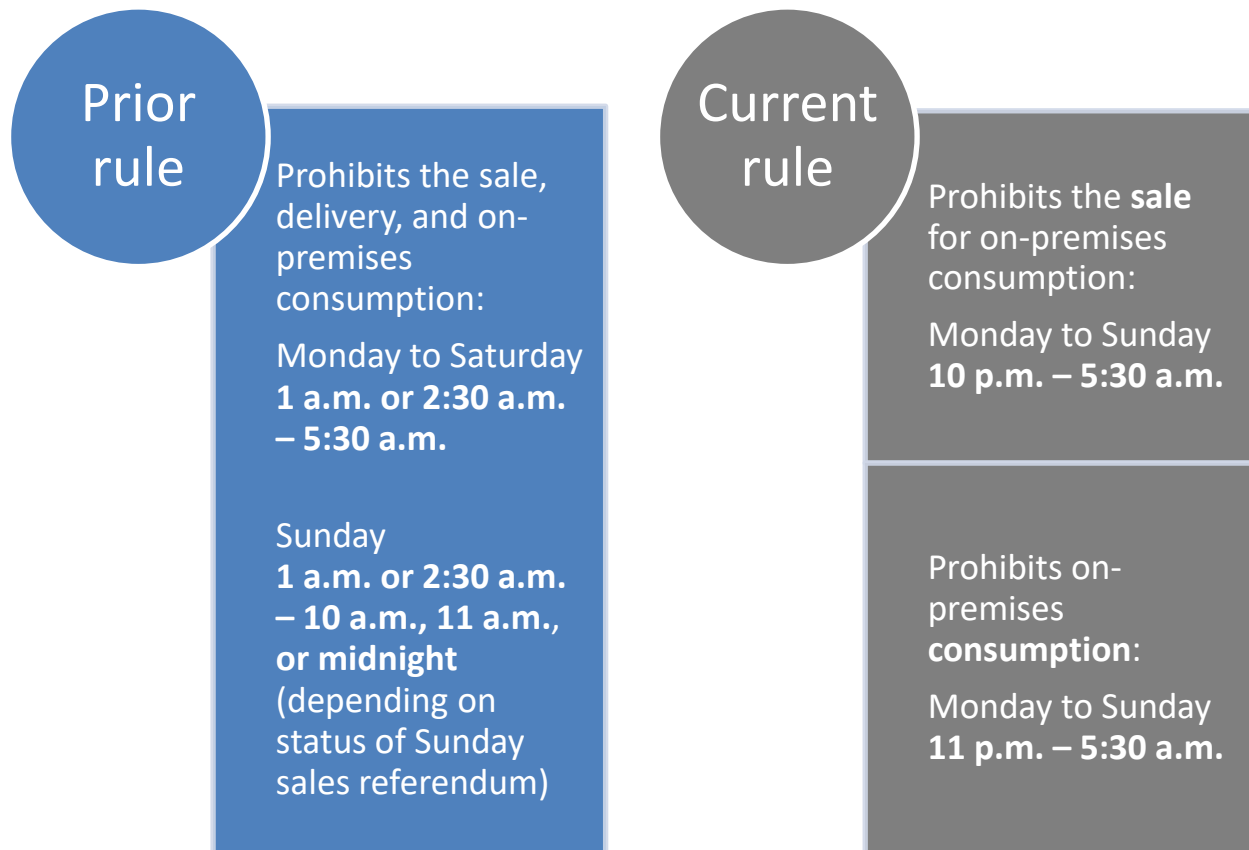 Prior
rule
Prohibits the sale,
delivery, and on-
premises
consumption:
Monday to Saturday
1 a.m. or 2:30 a.m.
– 5:30 a.m.
Sunday
1 a.m. or 2:30 a.m.
– 10 a.m., 11 a.m.,
or midnight
(depending on
status of Sunday
sales referendum)
Current
rule
Prohibits the sale
for on-premises
consumption:
Monday to Sunday
10 p.m. – 5:30 a.m.
Prohibits on-
premises
consumption:
Monday to Sunday
11 p.m. – 5:30 a.m.